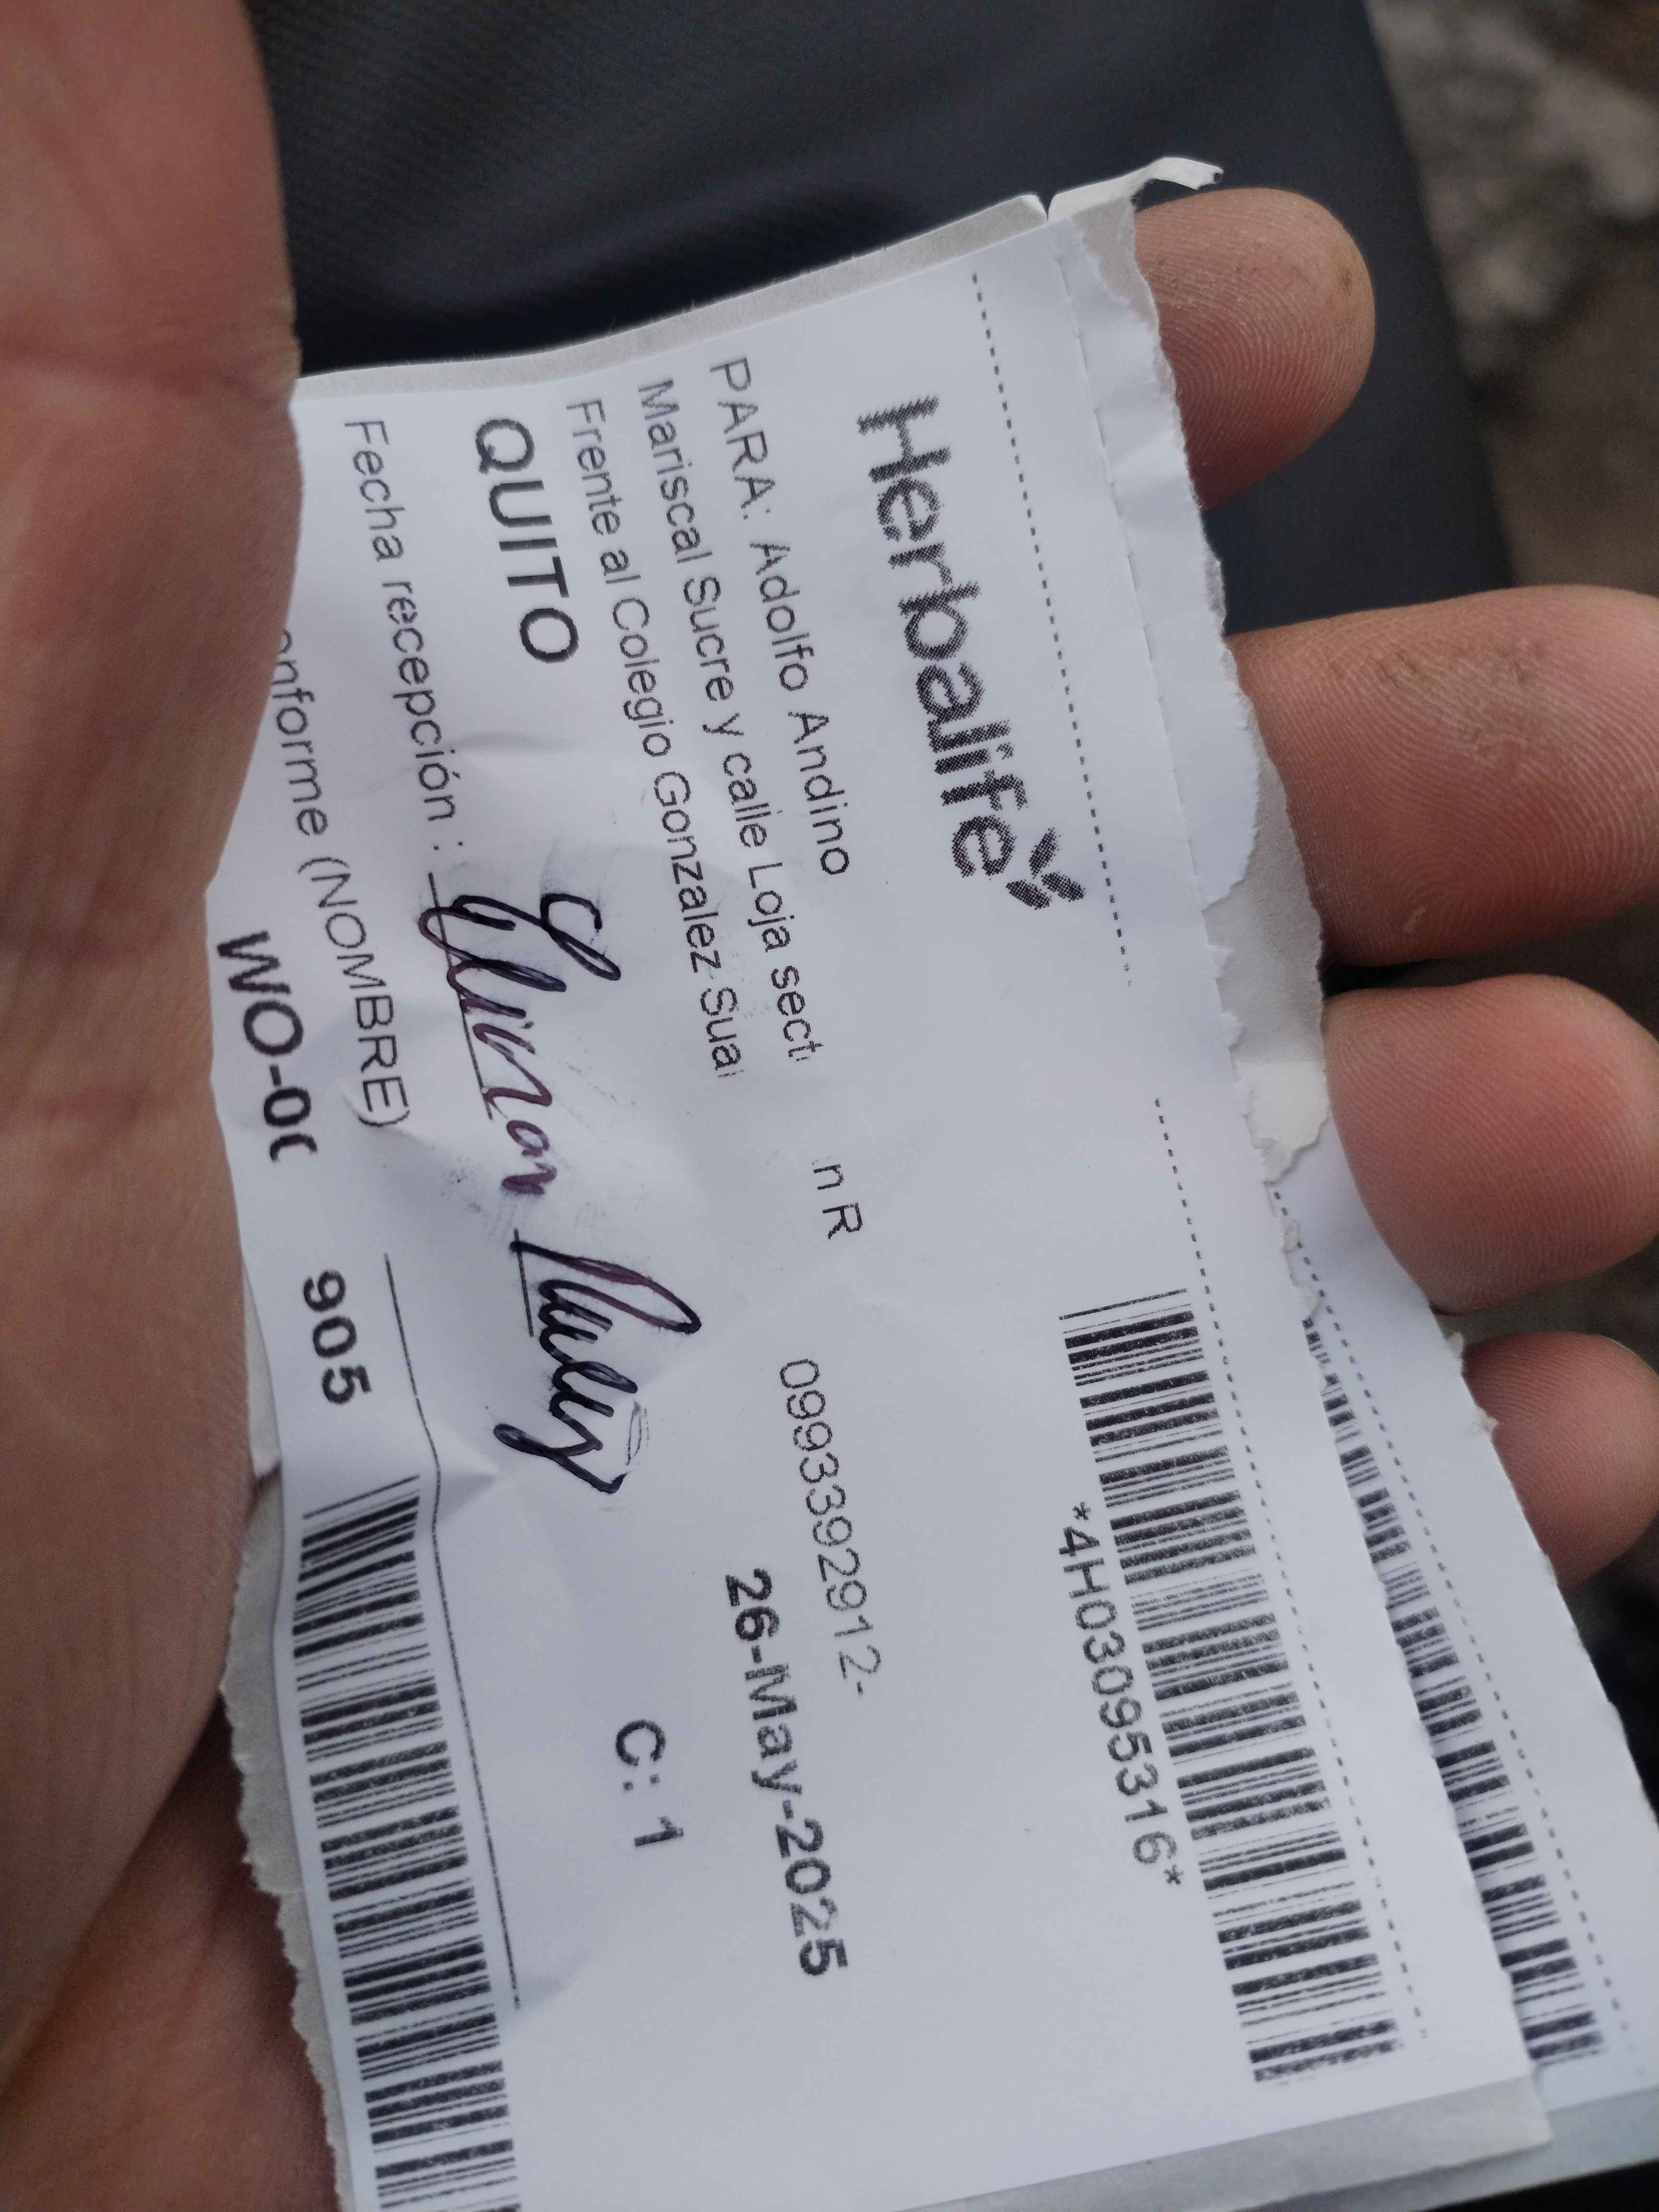 Herbalife
*4H03095316*
PARA: Adolfo Andino
0993392912-
Mariscal Sucre y calle Loja sect n R
Frente al Colegio Gonzalez Sua
26-May-2025
QUITO
C: 1
Fecha recepción :
onforme (NOMBRE)
WO-0 905